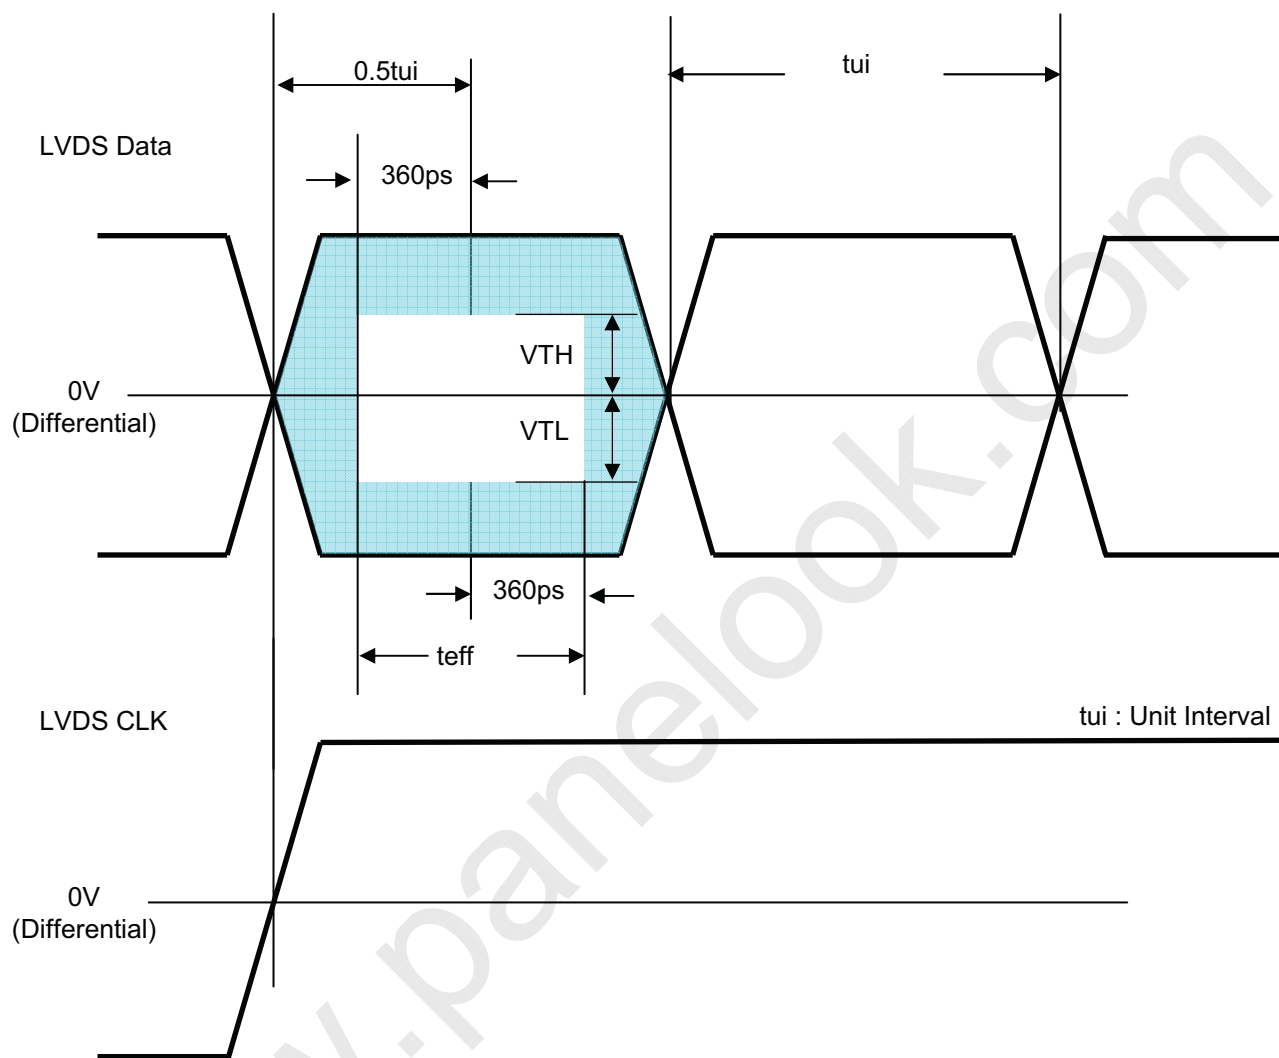 0.5tui
tui
LVDS Data
360ps
VTH
0V
(Differential)
VTL
360ps
teff
LVDS CLK
tui : Unit Interval
0V
(Differential)
.panelook.com